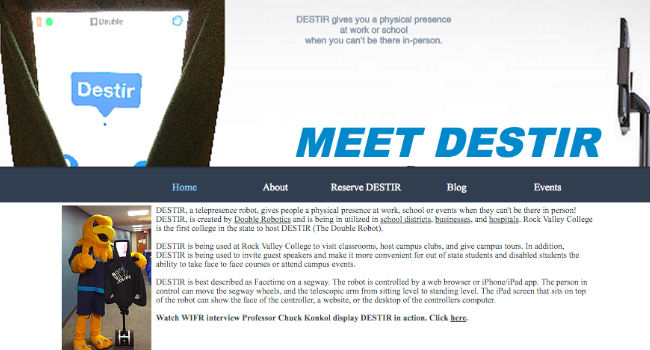 Double
Destir
DESTIR gives you a physical presence
at work or school
when you can't be there in-person.
MEET DESTIR
Home About Reserve DESTIR Blog Events
DESTIR, a telepresence robot, gives people a physical presence at work, school or events when they can't be there in person!
DESTIR, is created by Double Robotics and is being in utilized in school districts, businesses, and hospitals. Rock Valley College
is the first college in the state to host DESTIR (The Double Robot).
DESTIR is being used at Rock Valley College to visit classrooms, host campus clubs, and give campus tours. In addition,
DESTIR is being used to invite guest speakers and make it more convenient for out of state students and disabled students the
ability to take face to face courses or attend campus events.
DESTIR is best described as Facetime on a segway. The robot is controlled by a web browser or iPhone/iPad app. The person in
control can move the segway wheels, and the telescopic arm from sitting level to standing level. The iPad screen that sits on top
of the robot can show the face of the controller, a website, or the desktop of the controllers computer.
Watch WIFR interview Professor Chuck Konkol display DESTIR in action. Click here.